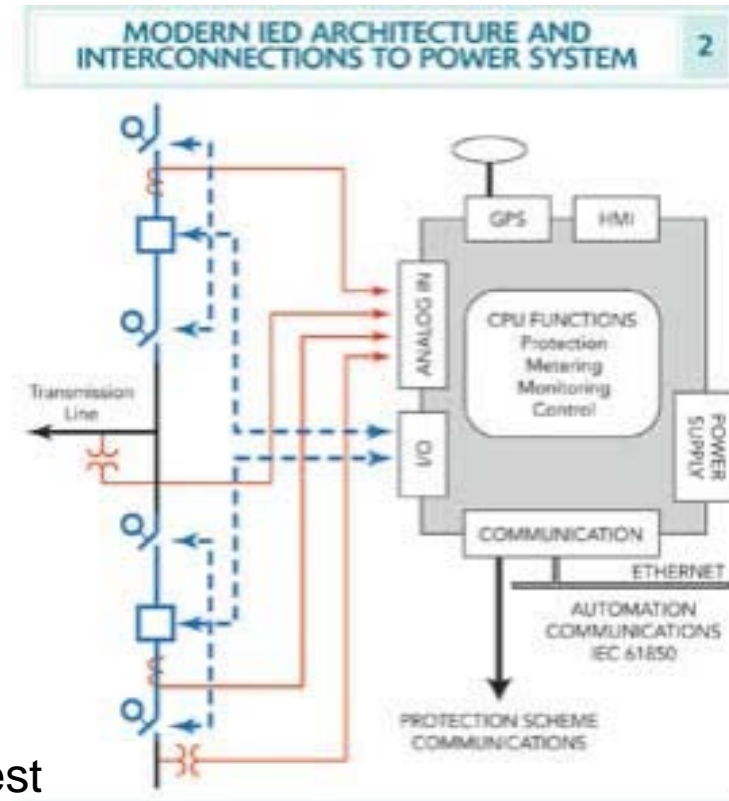 MODERN IED ARCHITECTURE AND
INTERCONNECTIONS TO POWER SYSTEM
2
GPS
HMI
ANALOG IN
CPU FUNCTIONS
Protection
Metering
Monitoring
Control
Transmission
Line
I/O
POWER
SUPPLY
COMMUNICATION
ETHERNET
AUTOMATION
COMMUNICATIONS
IEC 61850
PROTECTION SCHEME
COMMUNICATIONS
est